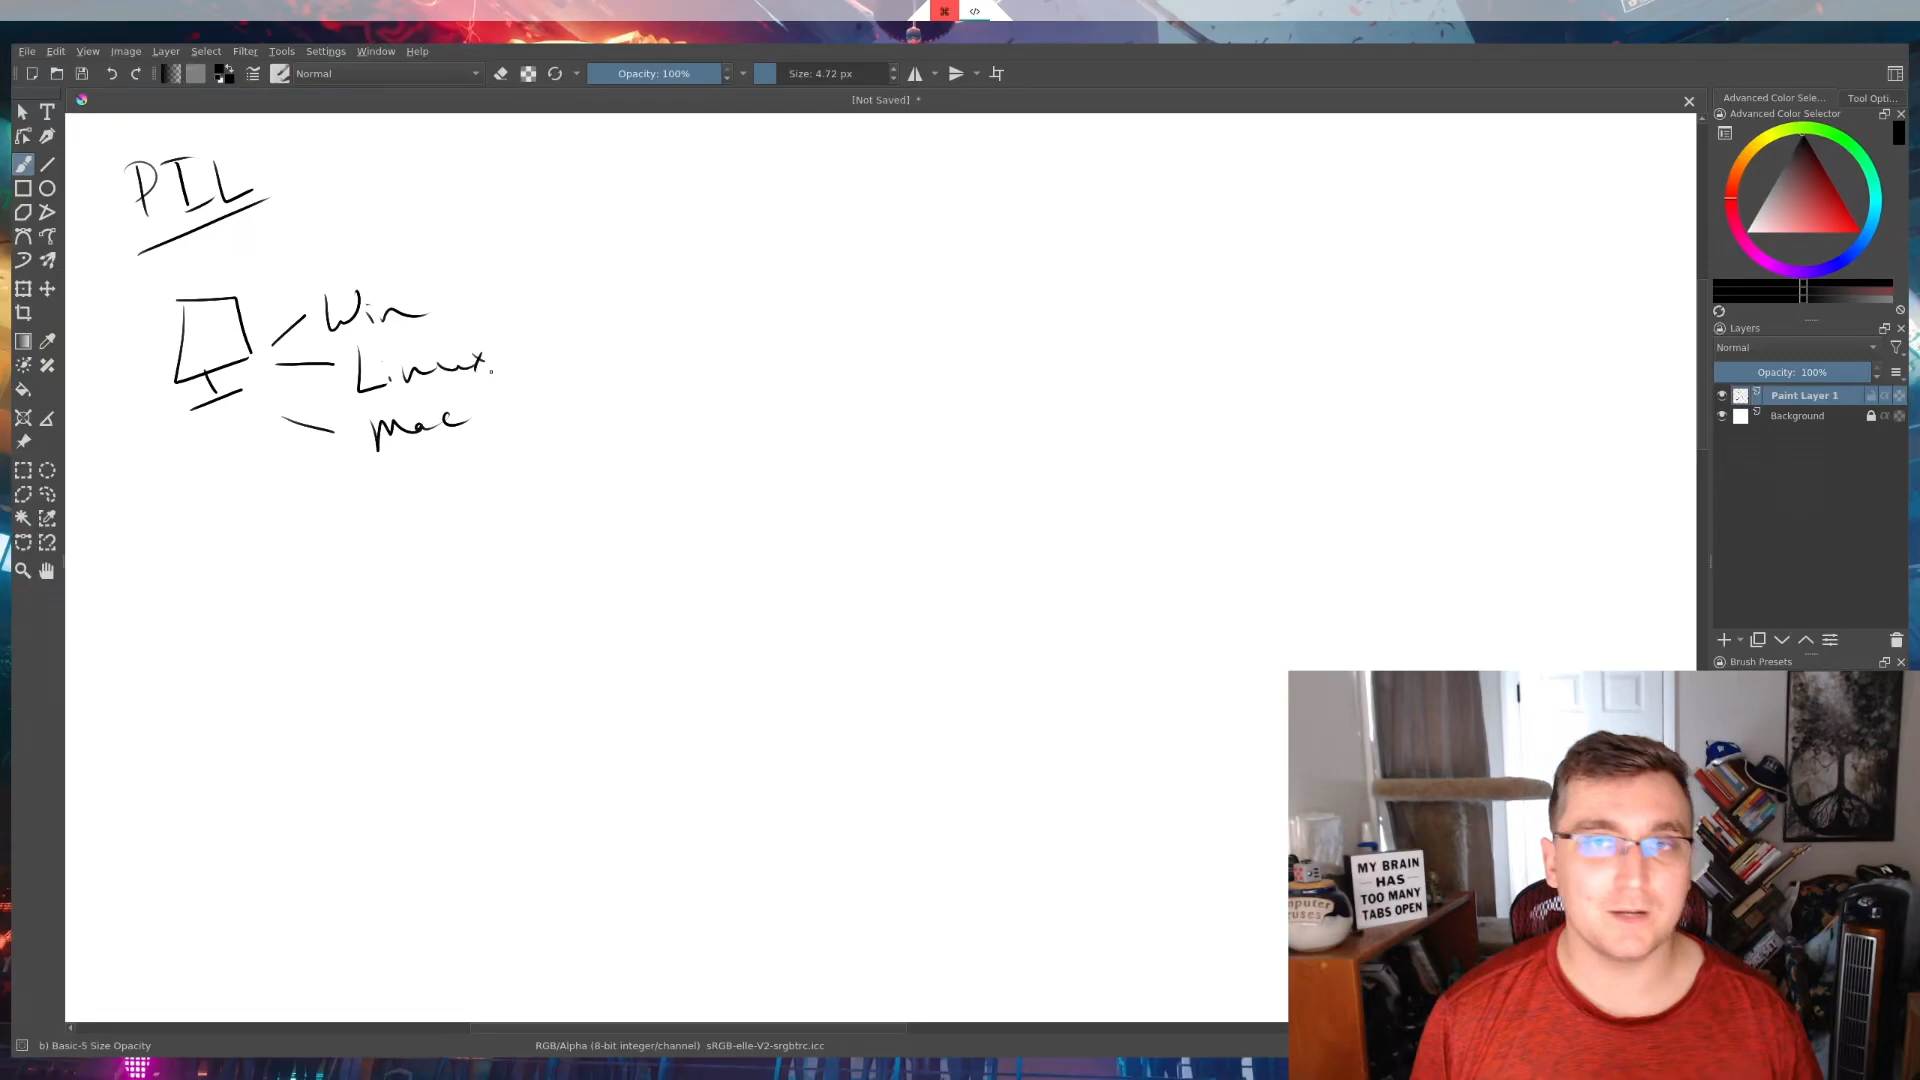 </>
File Edit View Image Layer Select Filter Tools Settings Window Help
Normal Opacity: 100% Size: 4.72 px
[Not Saved] *
Advanced Color Sele... Tool Opti...
Advanced Color Selector
PIL
Win
Linux.
Mac
Layers
Normal
Opacity: 100%
Paint Layer 1
Background
Brush Presets
MY BRAIN
HAS
TOO MANY
TABS OPEN
b) Basic-5 Size Opacity
RGB/Alpha (8-bit integer/channel) sRGB-elle-V2-srgbtrc.icc